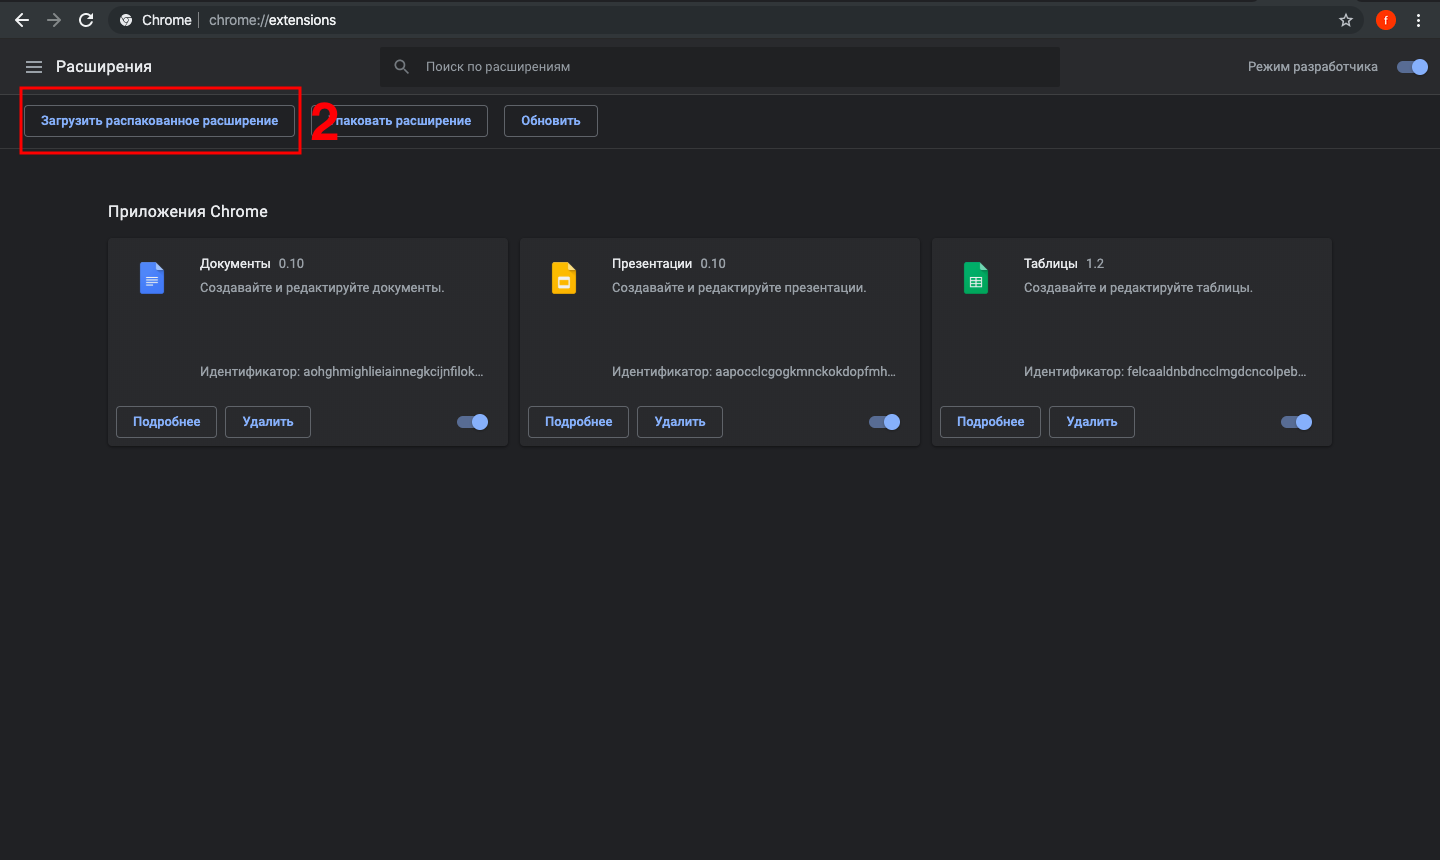 Chrome | chrome://extensions
f
Расширения
Поиск по расширениям
Режим разработчика
Загрузить распакованное расширение
2
паковать расширение
Обновить
Приложения Chrome
Документы 0.10
Создавайте и редактируйте документы.
Идентификатор: aohghmighlieiainnegkcijnfilok...
Подробнее
Удалить
Презентации 0.10
Создавайте и редактируйте презентации.
Идентификатор: aapocclcgogkmnckokdopfmh...
Подробнее
Удалить
Таблицы 1.2
Создавайте и редактируйте таблицы.
Идентификатор: felcaaldnbdncclmgdcncolpeb...
Подробнее
Удалить